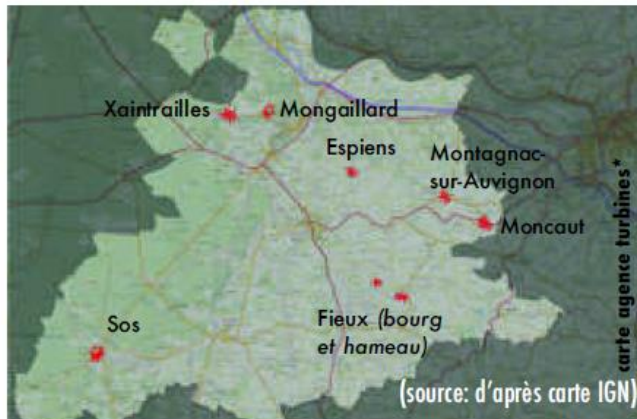 Xaintrailles
Mongaillard
Espiens
Montagnac-
sur-Auvignon
Moncaut
Sos
Fieux (bourg
et hameau)
(source: d'après carte IGN)
carte agence turbines*